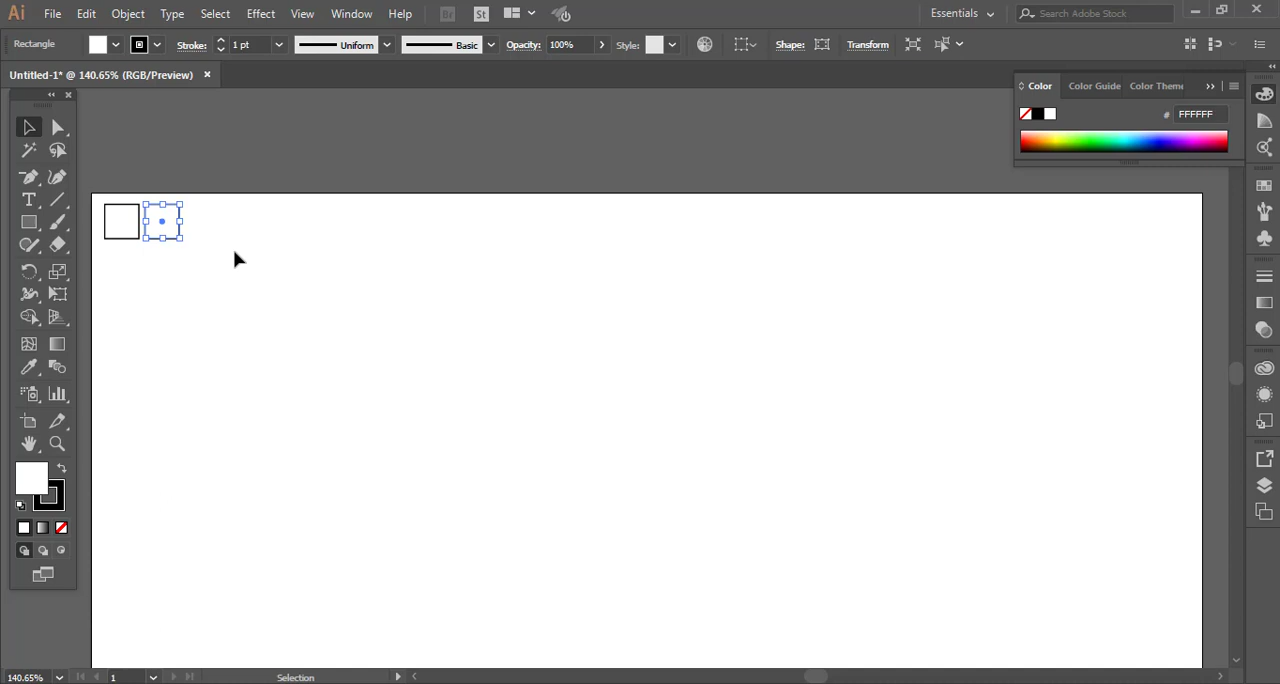 Ai File Edit Object Type Select Effect View Window Help Br St Essentials Search Adobe Stock
Rectangle Stroke: 1 pt Uniform Basic Opacity: 100% Style: Shape: Transform
Untitled-1* @ 140.65% (RGB/Preview)
Color Color Guide Color Theme
# FFFFFF
T
140.65% 1 Selection